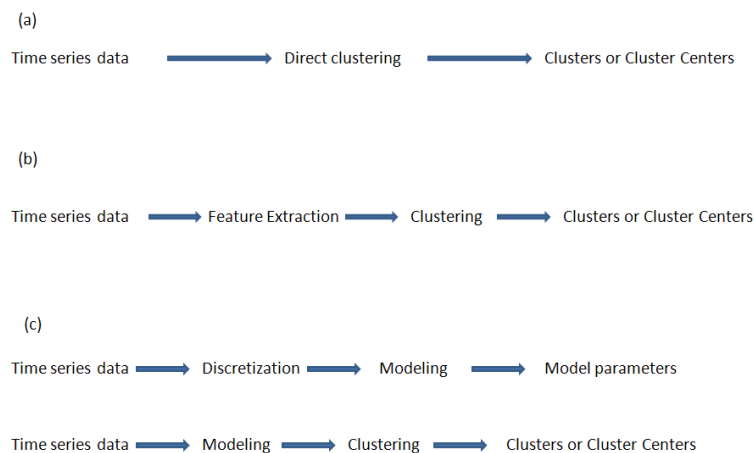 (a)
Time series data Direct clustering Clusters or Cluster Centers
(b)
Time series data Feature Extraction Clustering Clusters or Cluster Centers
(c)
Time series data Discretization Modeling Model parameters
Time series data Modeling Clustering Clusters or Cluster Centers